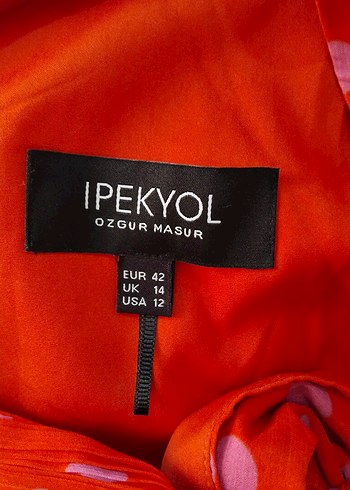 IPEKYOL
OZGUR MASUR
EUR 42
UK 14
USA 12